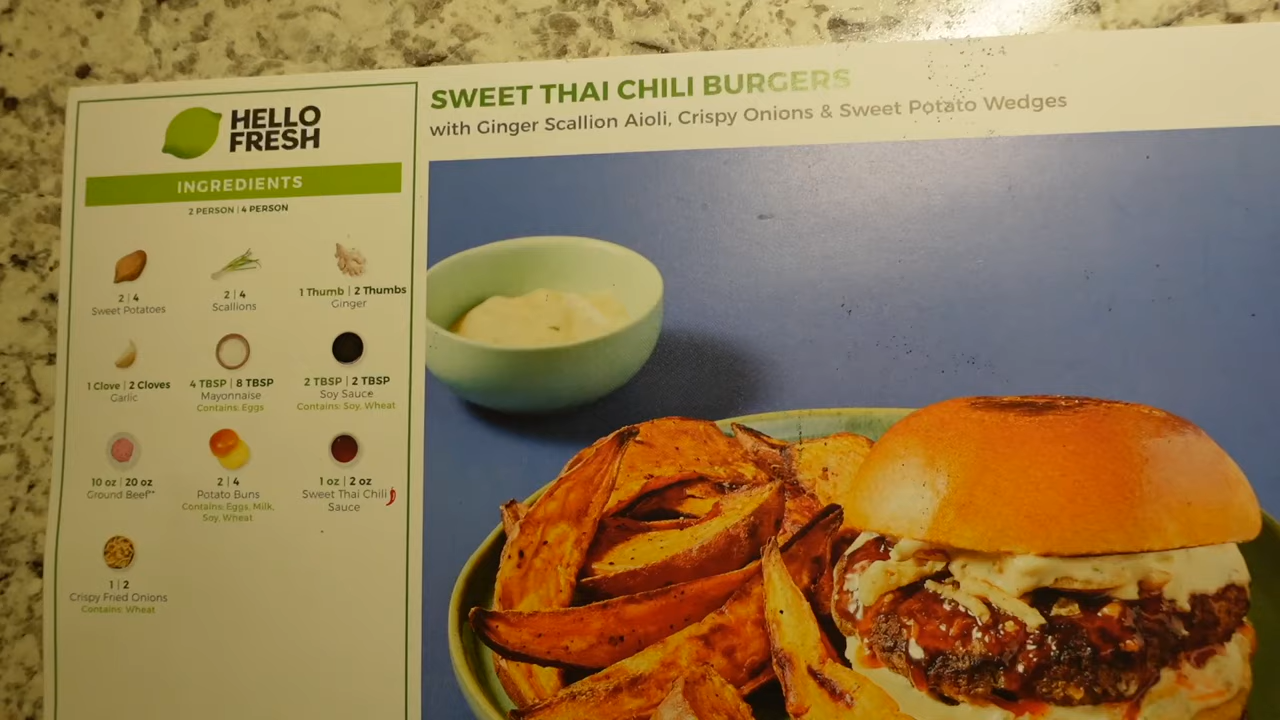 HELLO
FRESH
INGREDIENTS
2 PERSON | 4 PERSON
2 | 4
Sweet Potatoes
2 | 4
Scallions
1 Thumb | 2 Thumbs
Ginger
1 Clove | 2 Cloves
Garlic
4 TBSP | 8 TBSP
Mayonnaise
Contains: Eggs
2 TBSP | 2 TBSP
Soy Sauce
Contains: Soy, Wheat
10 oz | 20 oz
Ground Beef**
2 | 4
Potato Buns
Contains: Eggs, Milk,
Soy, Wheat
1 oz | 2 oz
Sweet Thai Chili
Sauce
1 | 2
Crispy Fried Onions
Contains: Wheat
SWEET THAI CHILI BURGERS
with Ginger Scallion Aioli, Crispy Onions & Sweet Potato Wedges